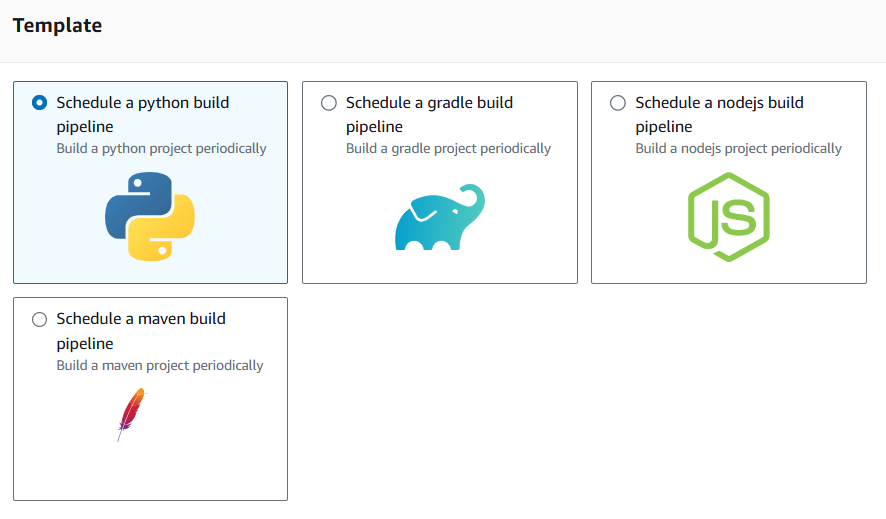 Template
Schedule a python build
pipeline
Build a python project periodically
Schedule a gradle build
pipeline
Build a gradle project periodically
Schedule a nodejs build
pipeline
Build a nodejs project periodically
JS
Schedule a maven build
pipeline
Build a maven project periodically